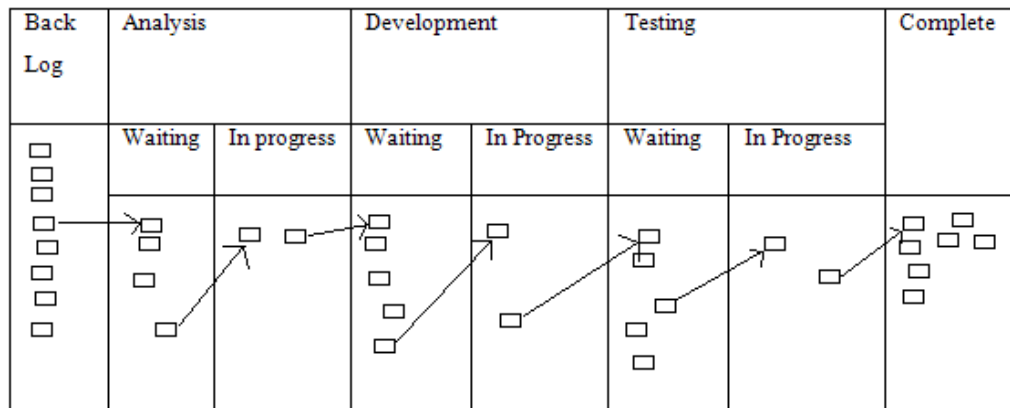 Back
Log
Analysis
Development
Testing
Complete
Waiting
In progress
Waiting
In Progress
Waiting
In Progress